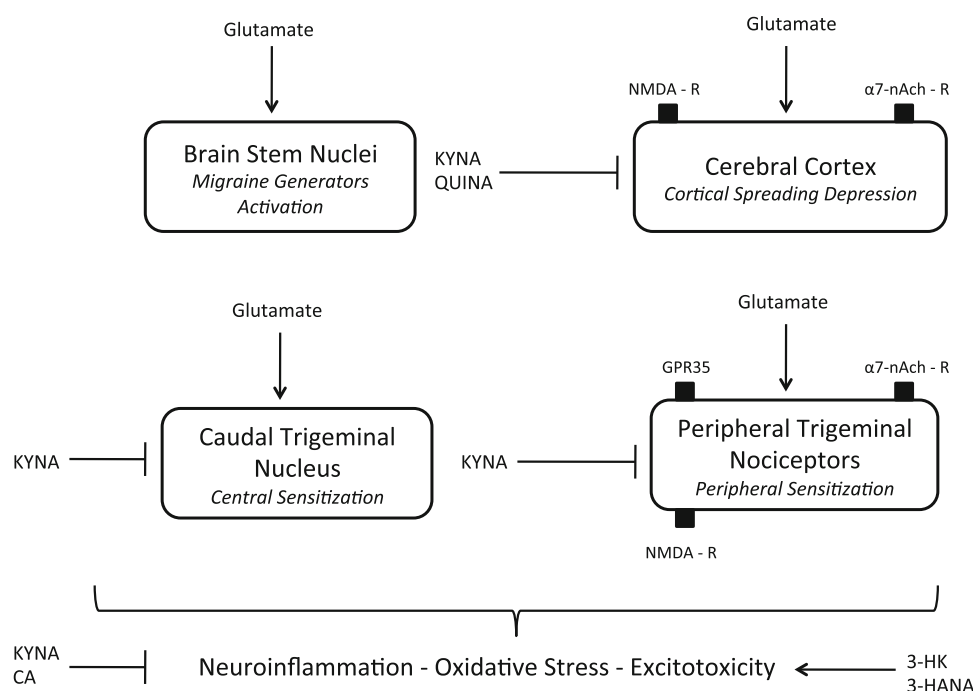 Glutamate
Brain Stem Nuclei
Migraine Generators
Activation
KYNA
QUINA
Glutamate
NMDA - R
α7-nAch - R
Cerebral Cortex
Cortical Spreading Depression
Glutamate
Caudal Trigeminal
Nucleus
Central Sensitization
KYNA
Glutamate
GPR35
α7-nAch - R
Peripheral Trigeminal
Nociceptors
Peripheral Sensitization
KYNA
NMDA - R
KYNA
CA
Neuroinflammation - Oxidative Stress - Excitotoxicity
3-HK
3-HANA